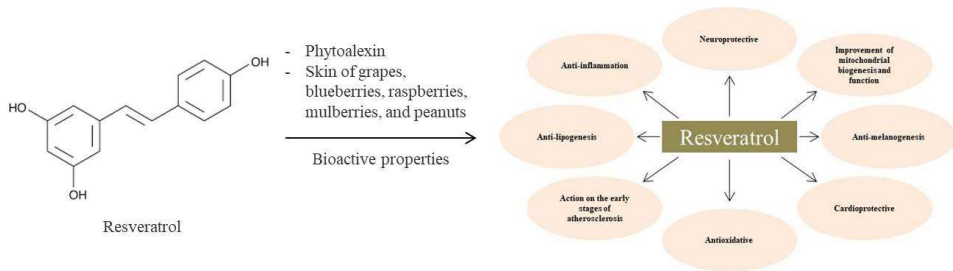 OH
HO
OH
Resveratrol
- Phytoalexin
- Skin of grapes,
blueberries, raspberries,
mulberries, and peanuts
Bioactive properties
Neuroprotective
Anti-inflammation
Improvement of
mitochondrial
biogenesis and
function
Anti-lipogenesis
Resveratrol
Anti-melanogenesis
Action on the early
stages of
atherosclerosis
Cardioprotective
Antioxidative